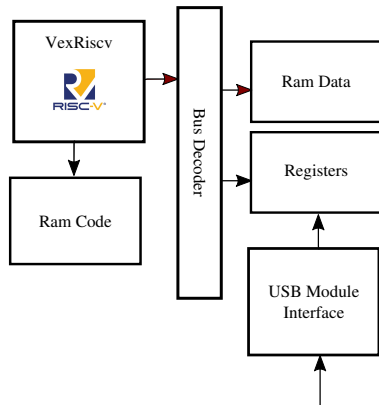 VexRiscv
RISC-V®
Ram Code
Bus Decoder
Ram Data
Registers
USB Module
Interface